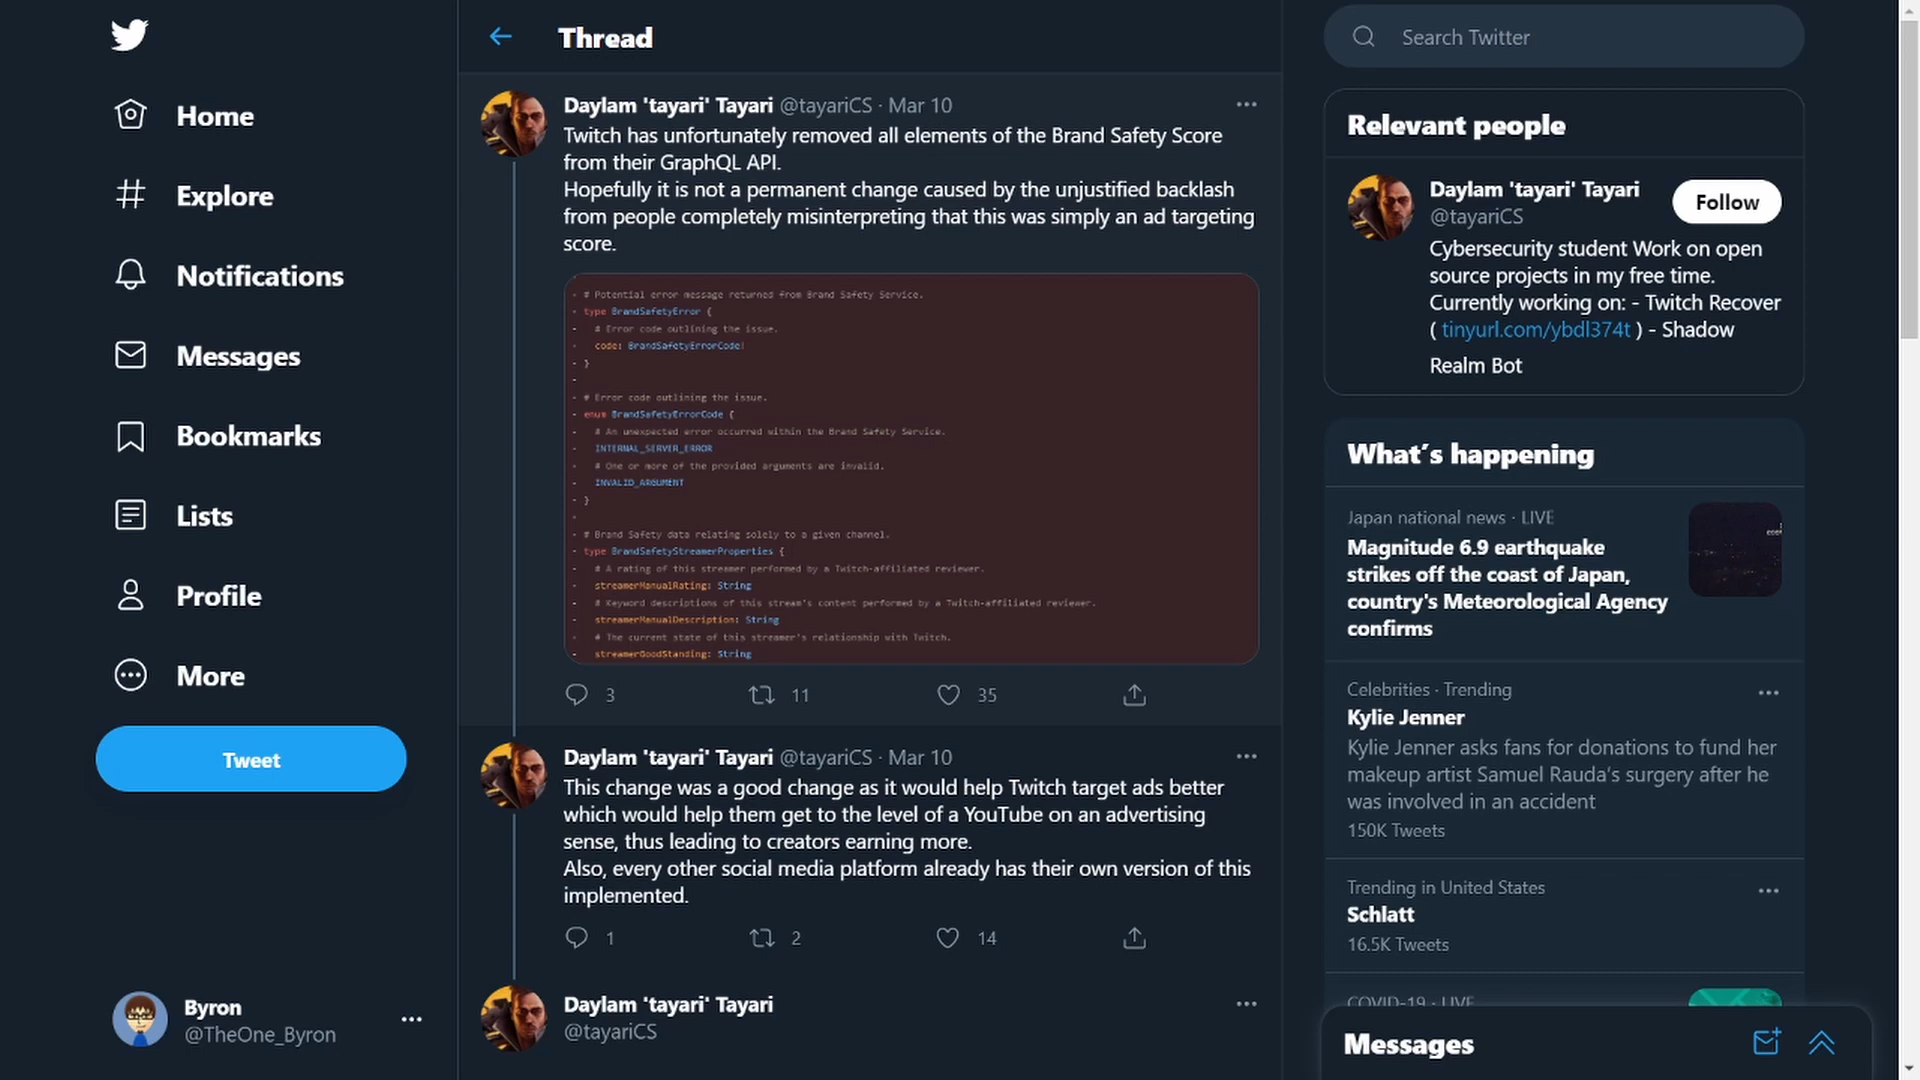 Home
Explore
Notifications
Messages
Bookmarks
Lists
Profile
More
Tweet
Byron
@TheOne_Byron
Thread
Daylam 'tayari' Tayari @tayariCS · Mar 10
Twitch has unfortunately removed all elements of the Brand Safety Score
from their GraphQL API.
Hopefully it is not a permanent change caused by the unjustified backlash
from people completely misinterpreting that this was simply an ad targeting
score.
- # Potential error message returned from Brand Safety Service.
- type BrandSafetyError {
- # Error code outlining the issue.
- code: BrandSafetyErrorCode!
- }
-
- # Error code outlining the issue.
- enum BrandSafetyErrorCode {
- # An unexpected error occurred within the Brand Safety Service.
- INTERNAL_SERVER_ERROR
- # One or more of the provided arguments are invalid.
- INVALID_ARGUMENT
- }
-
- # Brand Safety data relating solely to a given channel.
- type BrandSafetyStreamerProperties {
- # A rating of this streamer performed by a Twitch-affiliated reviewer.
- streamerManualRating: String
- # Keyword descriptions of this stream's content performed by a Twitch-affiliated reviewer.
- streamerManualDescription: String
- # The current state of this streamer's relationship with Twitch.
- streamerGoodStanding: String
3 11 35
Daylam 'tayari' Tayari @tayariCS · Mar 10
This change was a good change as it would help Twitch target ads better
which would help them get to the level of a YouTube on an advertising
sense, thus leading to creators earning more.
Also, every other social media platform already has their own version of this
implemented.
1 2 14
Daylam 'tayari' Tayari
@tayariCS
Search Twitter
Relevant people
Daylam 'tayari' Tayari
@tayariCS
Follow
Cybersecurity student Work on open
source projects in my free time.
Currently working on: - Twitch Recover
( tinyurl.com/ybdl374t ) - Shadow
Realm Bot
What's happening
Japan national news · LIVE
Magnitude 6.9 earthquake
strikes off the coast of Japan,
country's Meteorological Agency
confirms
Celebrities · Trending
Kylie Jenner
Kylie Jenner asks fans for donations to fund her
makeup artist Samuel Rauda's surgery after he
was involved in an accident
150K Tweets
Trending in United States
Schlatt
16.5K Tweets
COVID-19 · LIVE
Messages